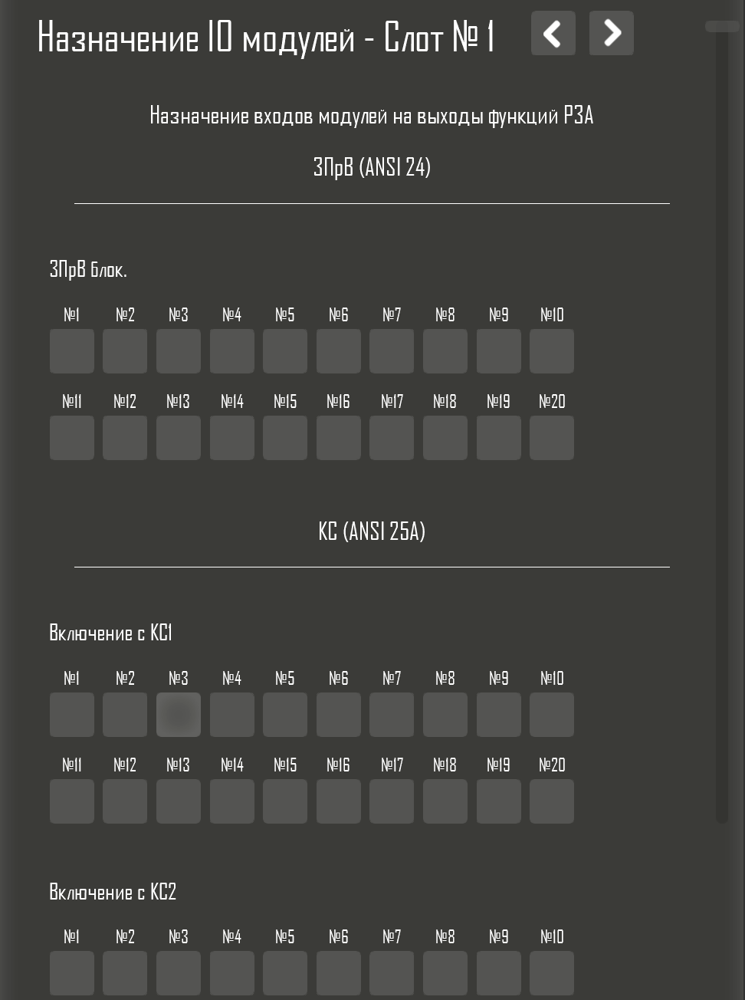 Назначение IO модулей - Слот № 1
Назначение входов модулей на выходы функций РЗА
ЗПрВ (ANSI 24)
ЗПрВ Блок.
№1 №2 №3 №4 №5 №6 №7 №8 №9 №10
№11 №12 №13 №14 №15 №16 №17 №18 №19 №20
КС (ANSI 25A)
Включение с КС1
№1 №2 №3 №4 №5 №6 №7 №8 №9 №10
№11 №12 №13 №14 №15 №16 №17 №18 №19 №20
Включение с КС2
№1 №2 №3 №4 №5 №6 №7 №8 №9 №10